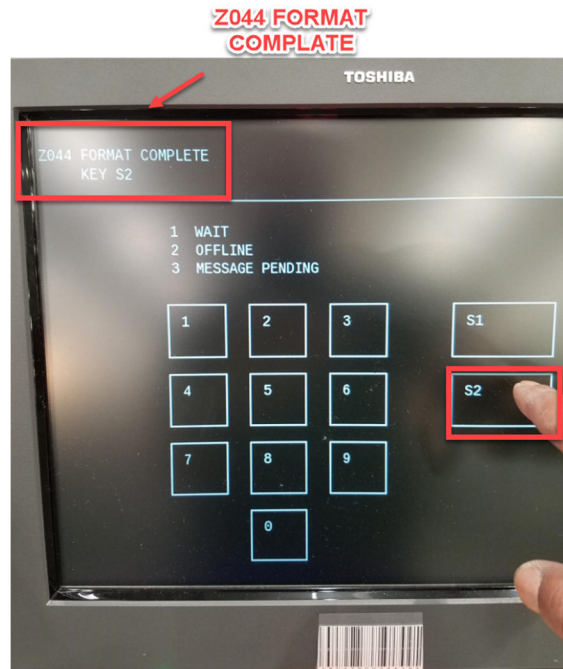 Z044 FORMAT
COMPLATE
TOSHIBA
Z044 FORMAT COMPLETE
KEY S2
1 WAIT
2 OFFLINE
3 MESSAGE PENDING
1 2 3 S1
4 5 6 S2
7 8 9
0